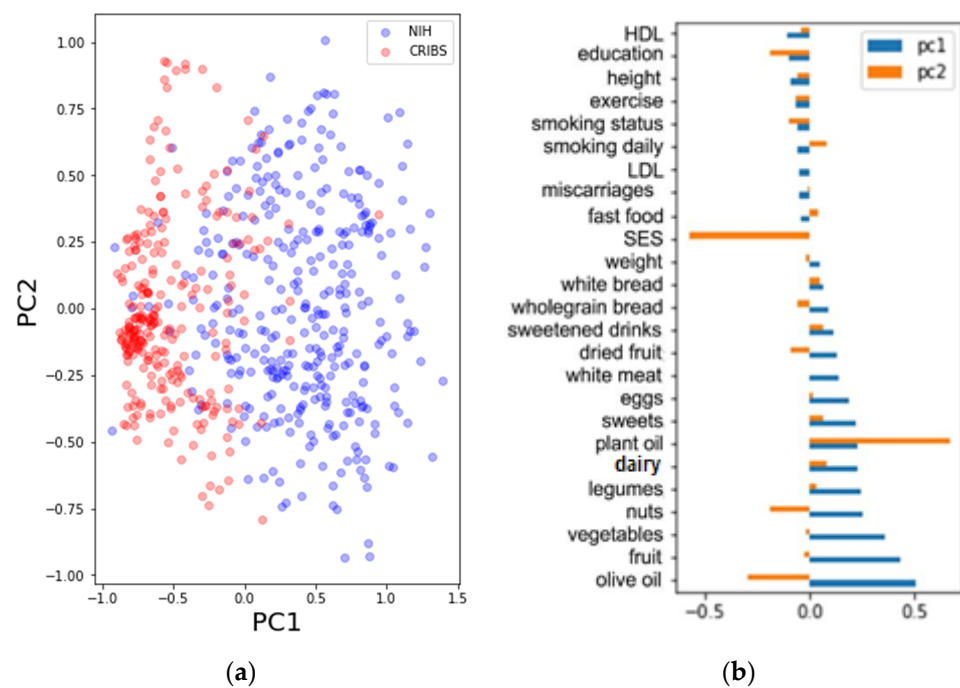 NIH
CRIBS
1.00
0.75
0.50
0.25
0.00
−0.25
−0.50
−0.75
−1.00
PC2
−1.0
−0.5
0.0
0.5
1.0
1.5
PC1
(a)
pc1
pc2
HDL
education
height
exercise
smoking status
smoking daily
LDL
miscarriages
fast food
SES
weight
white bread
wholegrain bread
sweetened drinks
dried fruit
white meat
eggs
sweets
plant oil
dairy
legumes
nuts
vegetables
fruit
olive oil
−0.5
0.0
0.5
(b)